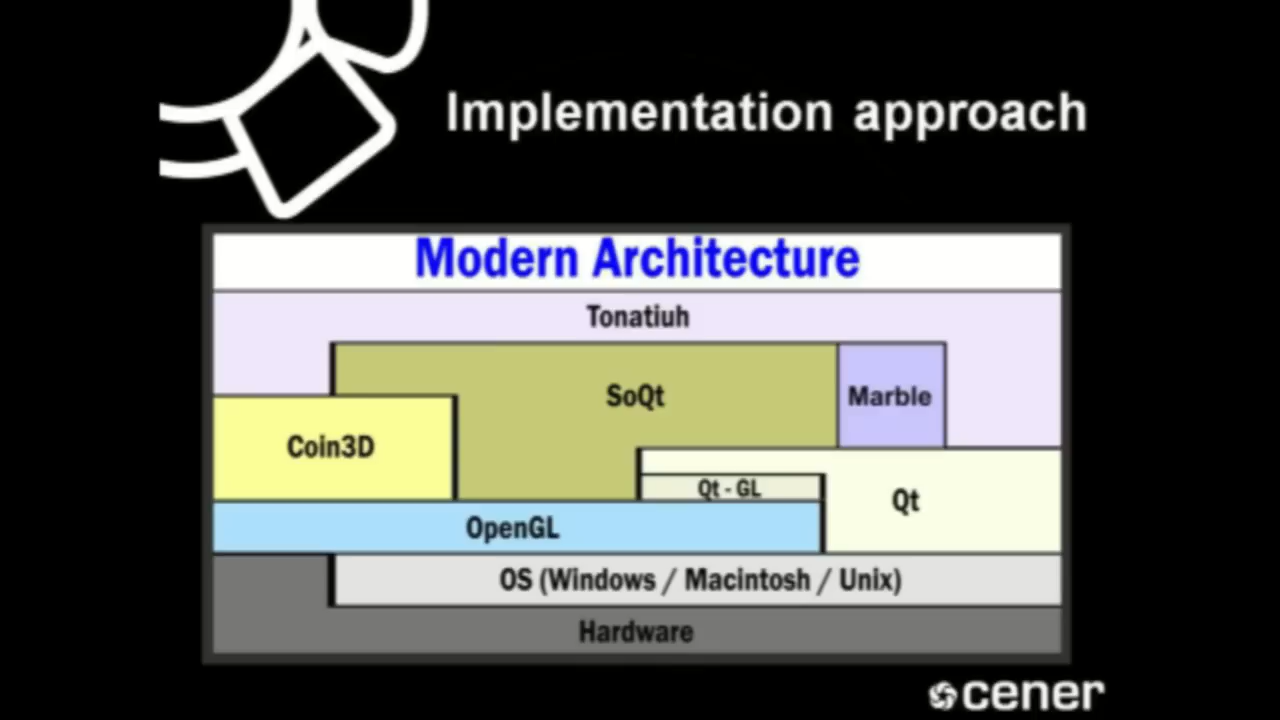 Implementation approach
Modern Architecture
Tonatiuh
SoQt
Marble
Coin3D
Qt - GL
Qt
OpenGL
OS (Windows / Macintosh / Unix)
Hardware
cener